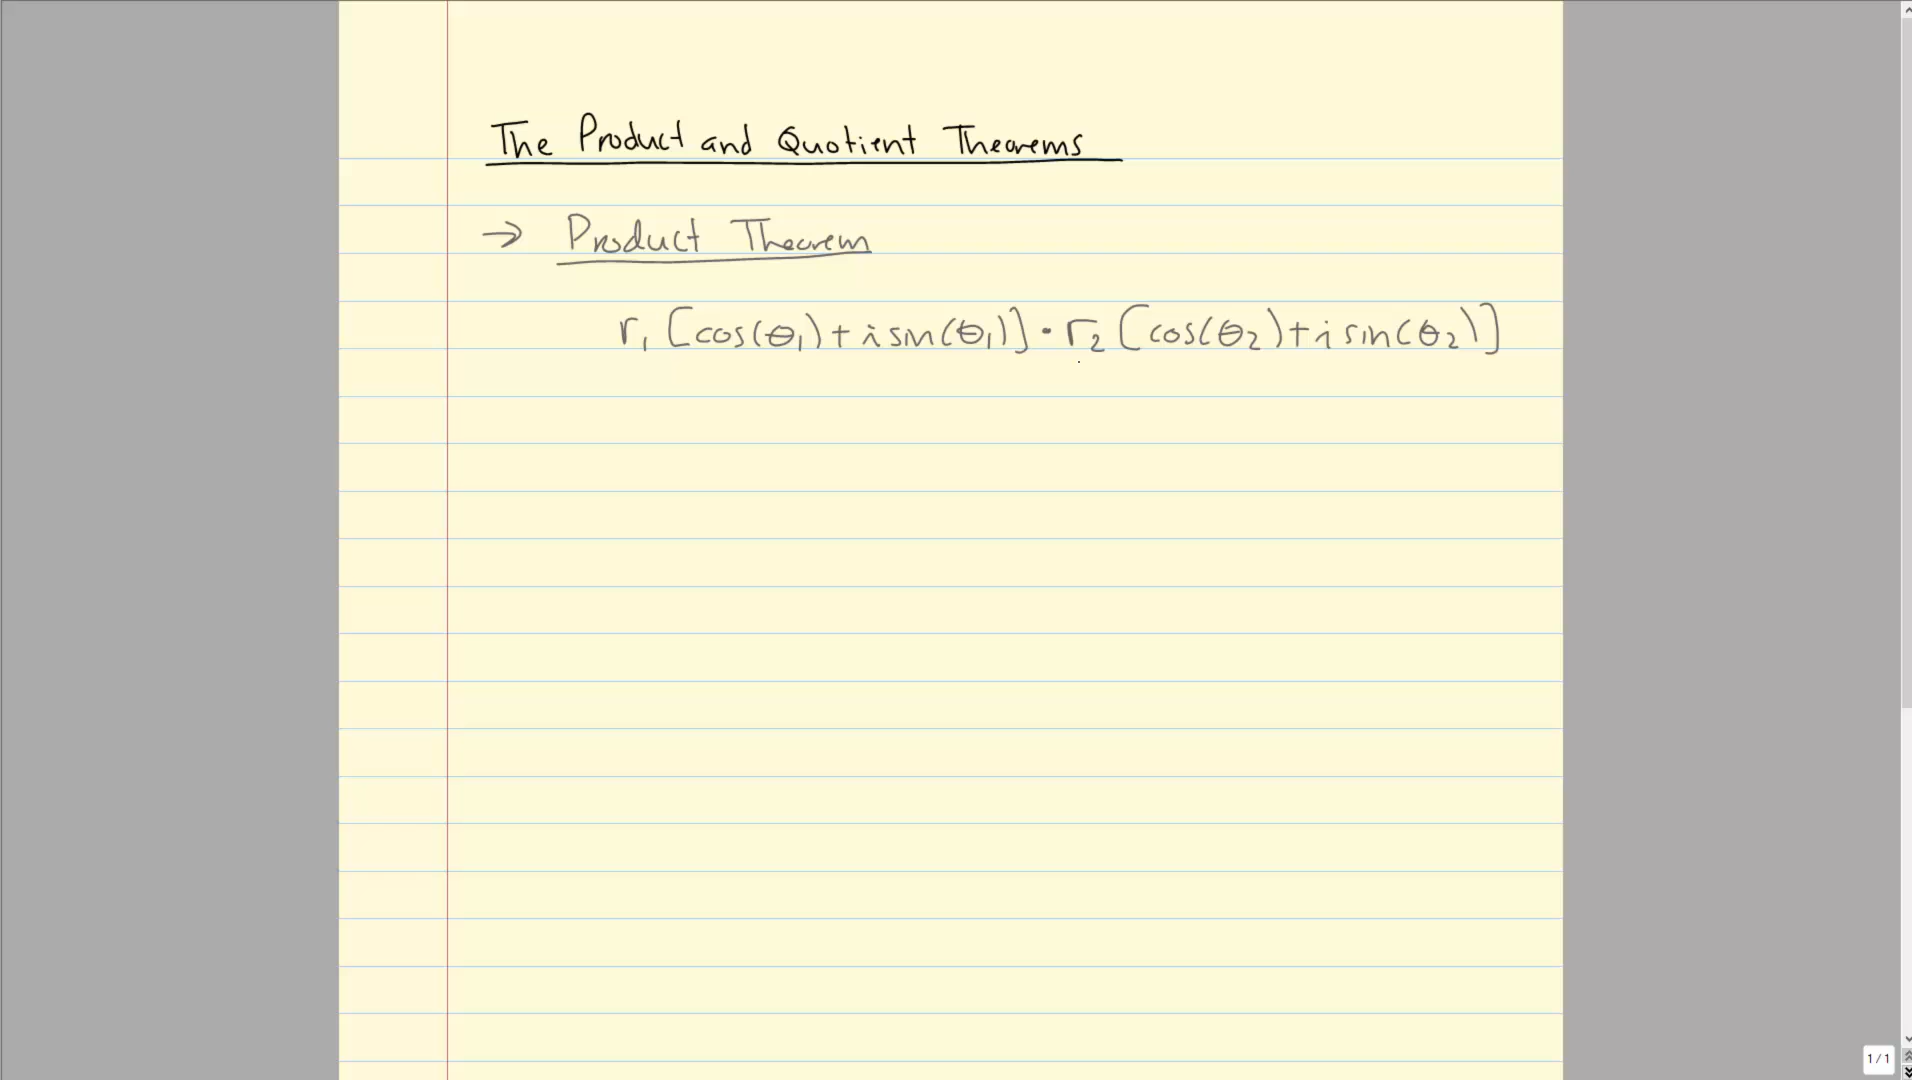 The Product and Quotient Theorems
→ Product Theorem
r₁ [cos(θ₁) + i sin(θ₁)] · r₂ [cos(θ₂) + i sin(θ₂)]
1 / 1